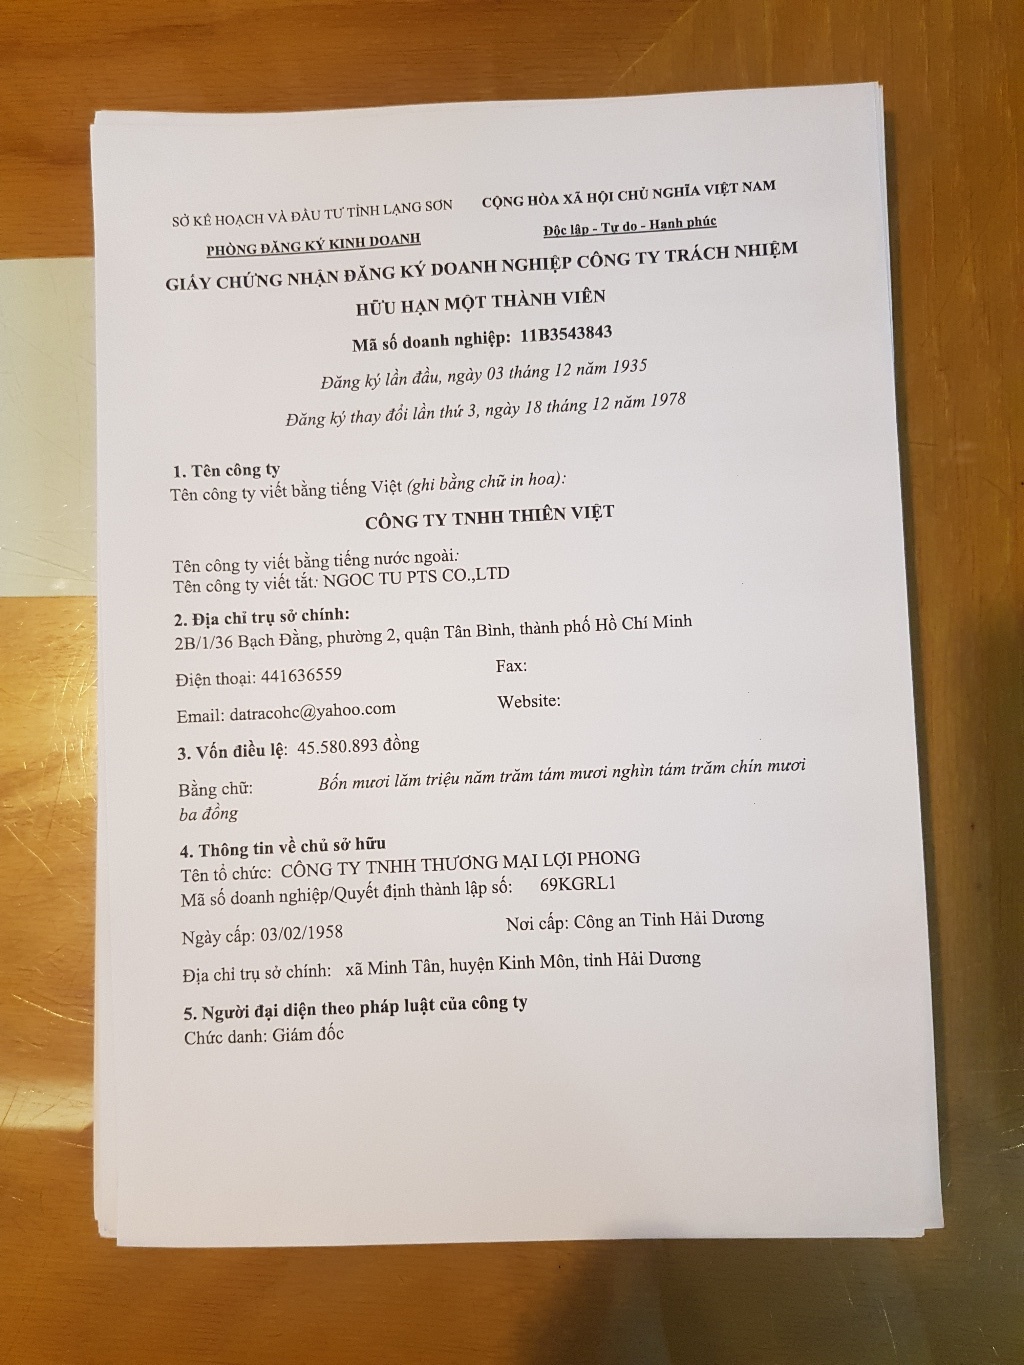 SỞ KẾ HOẠCH VÀ ĐẦU TƯ TỈNH LẠNG SƠN
CỘNG HÒA XÃ HỘI CHỦ NGHĨA VIỆT NAM
PHÒNG ĐĂNG KÝ KINH DOANH
Độc lập - Tự do - Hạnh phúc
GIẤY CHỨNG NHẬN ĐĂNG KÝ DOANH NGHIỆP CÔNG TY TRÁCH NHIỆM
HỮU HẠN MỘT THÀNH VIÊN
Mã số doanh nghiệp: 11B3543843
Đăng ký lần đầu, ngày 03 tháng 12 năm 1935
Đăng ký thay đổi lần thứ 3, ngày 18 tháng 12 năm 1978
1. Tên công ty
Tên công ty viết bằng tiếng Việt (ghi bằng chữ in hoa):
CÔNG TY TNHH THIÊN VIỆT
Tên công ty viết bằng tiếng nước ngoài:
Tên công ty viết tắt: NGOC TU PTS CO.,LTD
2. Địa chỉ trụ sở chính:
2B/1/36 Bạch Đằng, phường 2, quận Tân Bình, thành phố Hồ Chí Minh
Điện thoại: 441636559
Fax:
Email: datracohc@yahoo.com
Website:
3. Vốn điều lệ: 45.580.893 đồng
Bằng chữ: Bốn mươi lăm triệu năm trăm tám mươi nghìn tám trăm chín mươi
ba đồng
4. Thông tin về chủ sở hữu
Tên tổ chức: CÔNG TY TNHH THƯƠNG MẠI LỢI PHONG
Mã số doanh nghiệp/Quyết định thành lập số: 69KGRL1
Ngày cấp: 03/02/1958
Nơi cấp: Công an Tỉnh Hải Dương
Địa chỉ trụ sở chính: xã Minh Tân, huyện Kinh Môn, tỉnh Hải Dương
5. Người đại diện theo pháp luật của công ty
Chức danh: Giám đốc